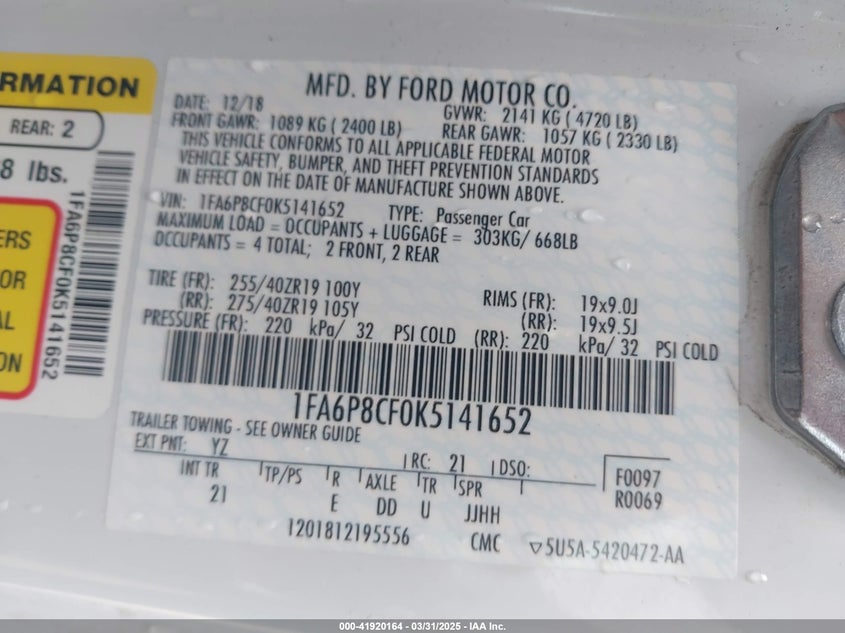 RMATION
REAR: 2
8 lbs.
ERS
OR
AL
ON
1FA6P8CF0K5141652
MFD. BY FORD MOTOR CO.
DATE: 12/18
GVWR: 2141 KG ( 4720 LB)
FRONT GAWR: 1089 KG ( 2400 LB)
REAR GAWR: 1057 KG ( 2330 LB)
THIS VEHICLE CONFORMS TO ALL APPLICABLE FEDERAL MOTOR
VEHICLE SAFETY, BUMPER, AND THEFT PREVENTION STANDARDS
IN EFFECT ON THE DATE OF MANUFACTURE SHOWN ABOVE.
VIN: 1FA6P8CF0K5141652 TYPE: Passenger Car
MAXIMUM LOAD = OCCUPANTS + LUGGAGE = 303KG/ 668LB
OCCUPANTS = 4 TOTAL; 2 FRONT, 2 REAR
TIRE (FR): 255/40ZR19 100Y RIMS (FR): 19x9.0J
(RR): 275/40ZR19 105Y (RR): 19x9.5J
PRESSURE (FR): 220 kPa/ 32 PSI COLD (RR): 220 kPa/ 32 PSI COLD
1FA6P8CF0K5141652
TRAILER TOWING - SEE OWNER GUIDE
EXT PNT: YZ RC: 21 DSO:
INT TR TP/PS R AXLE TR SPR
21 E DD U JJHH
F0097
R0069
1201812195556 CMC ▽5U5A-5420472-AA
000-41920164 - 03/31/2025 - IAA Inc.